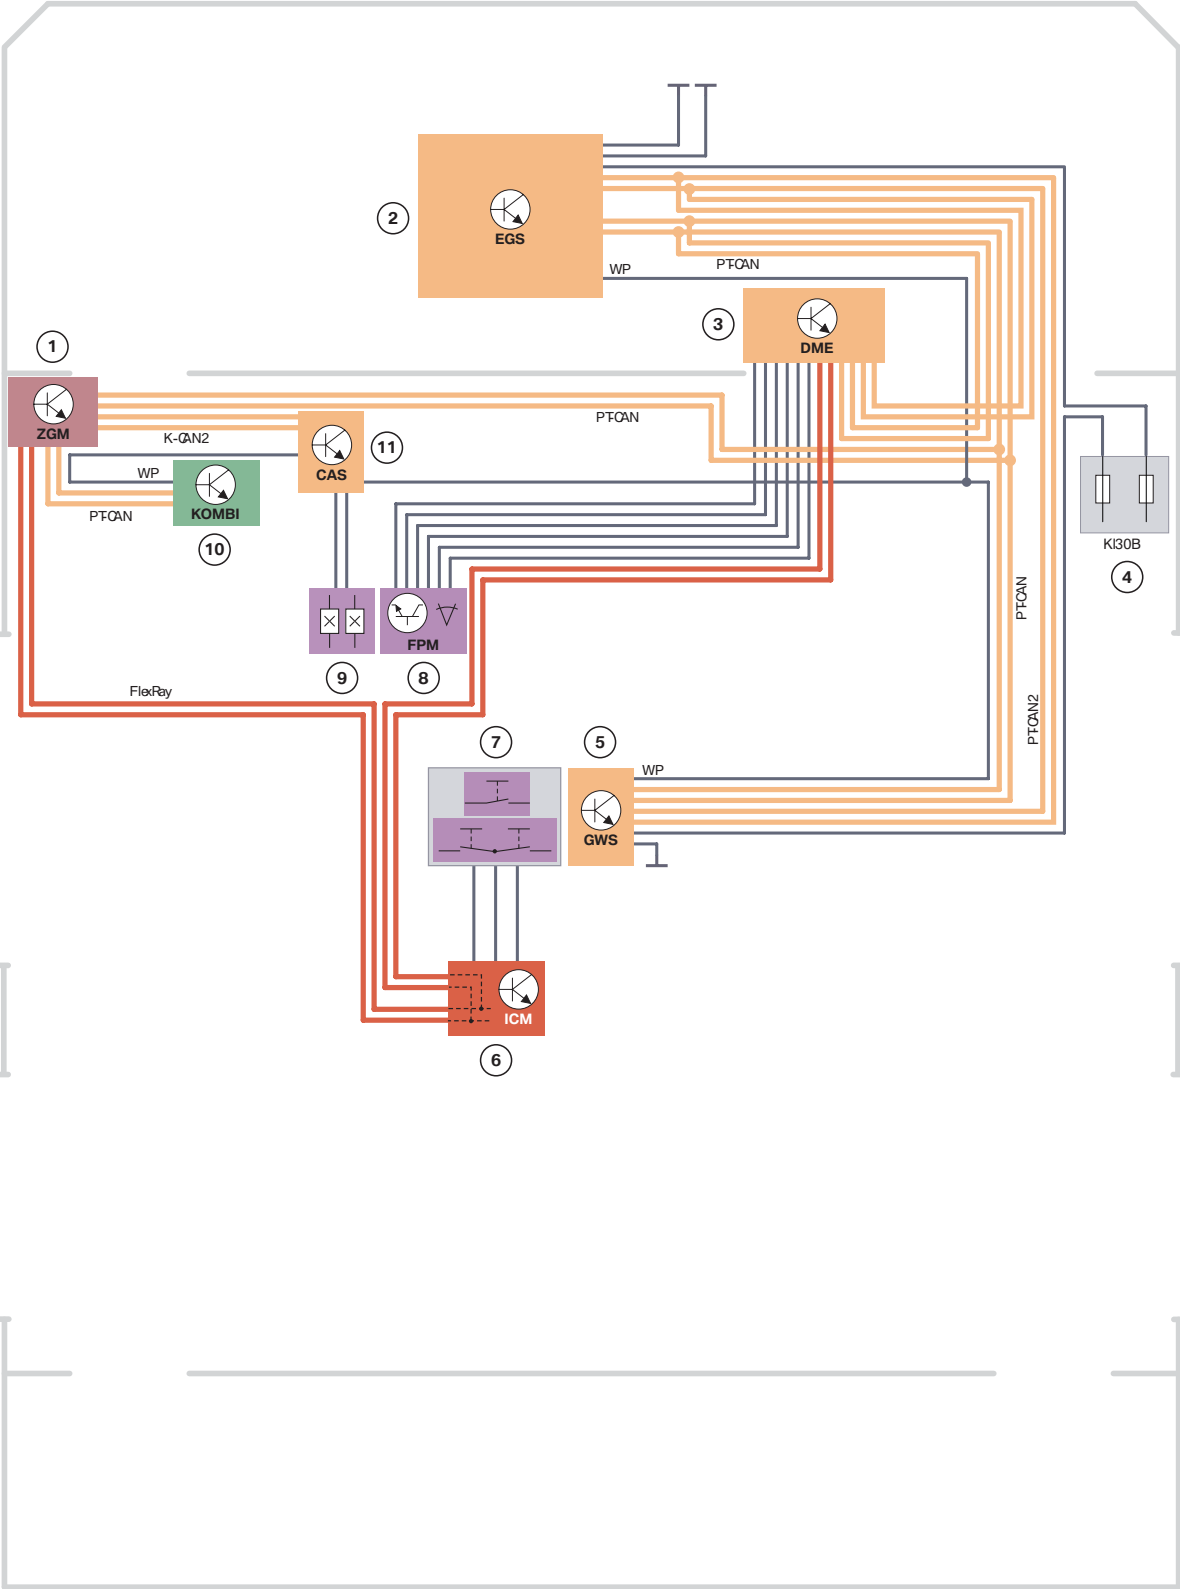 2
EGS
WP
PT-CAN
3
DME
1
ZGM
PT-CAN
K-CAN2
11
CAS
WP
KOMBI
PT-CAN
10
Kl30B
4
PT-CAN
FPM
9
8
FlexRay
PT-CAN2
7
5
WP
GWS
ICM
6